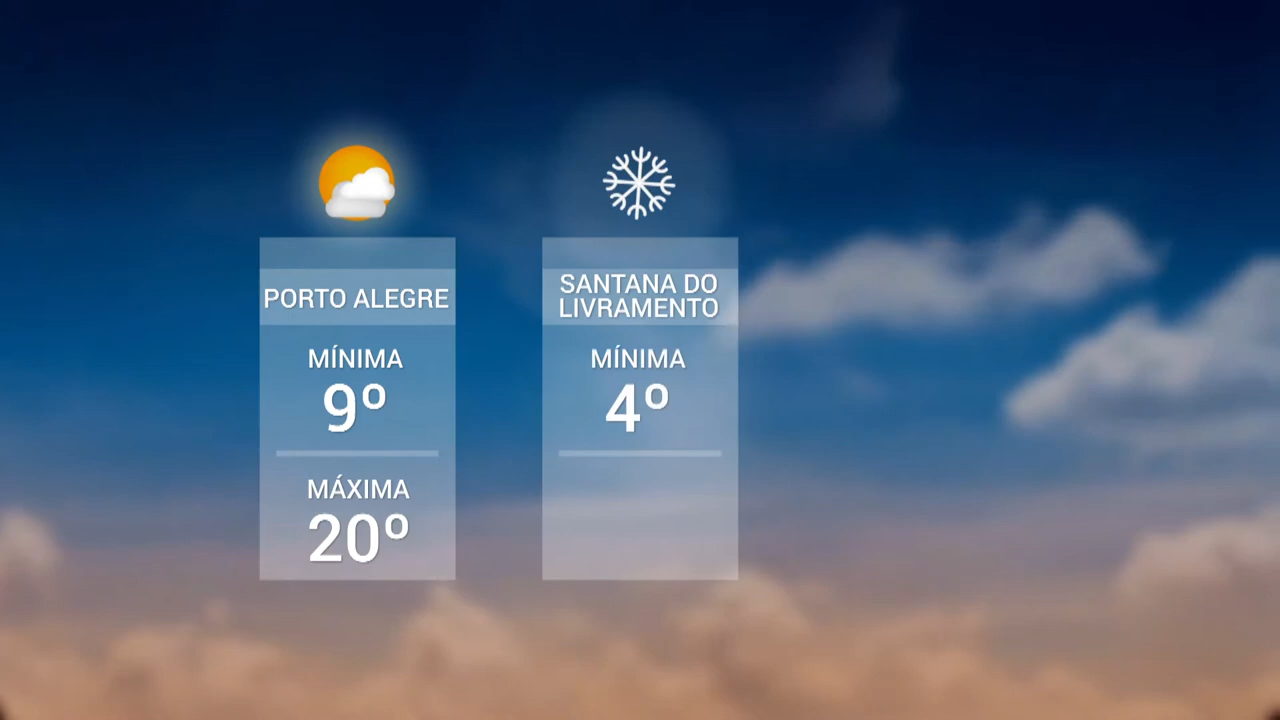 PORTO ALEGRE
MÍNIMA
9º
MÁXIMA
20º
SANTANA DO
LIVRAMENTO
MÍNIMA
4º